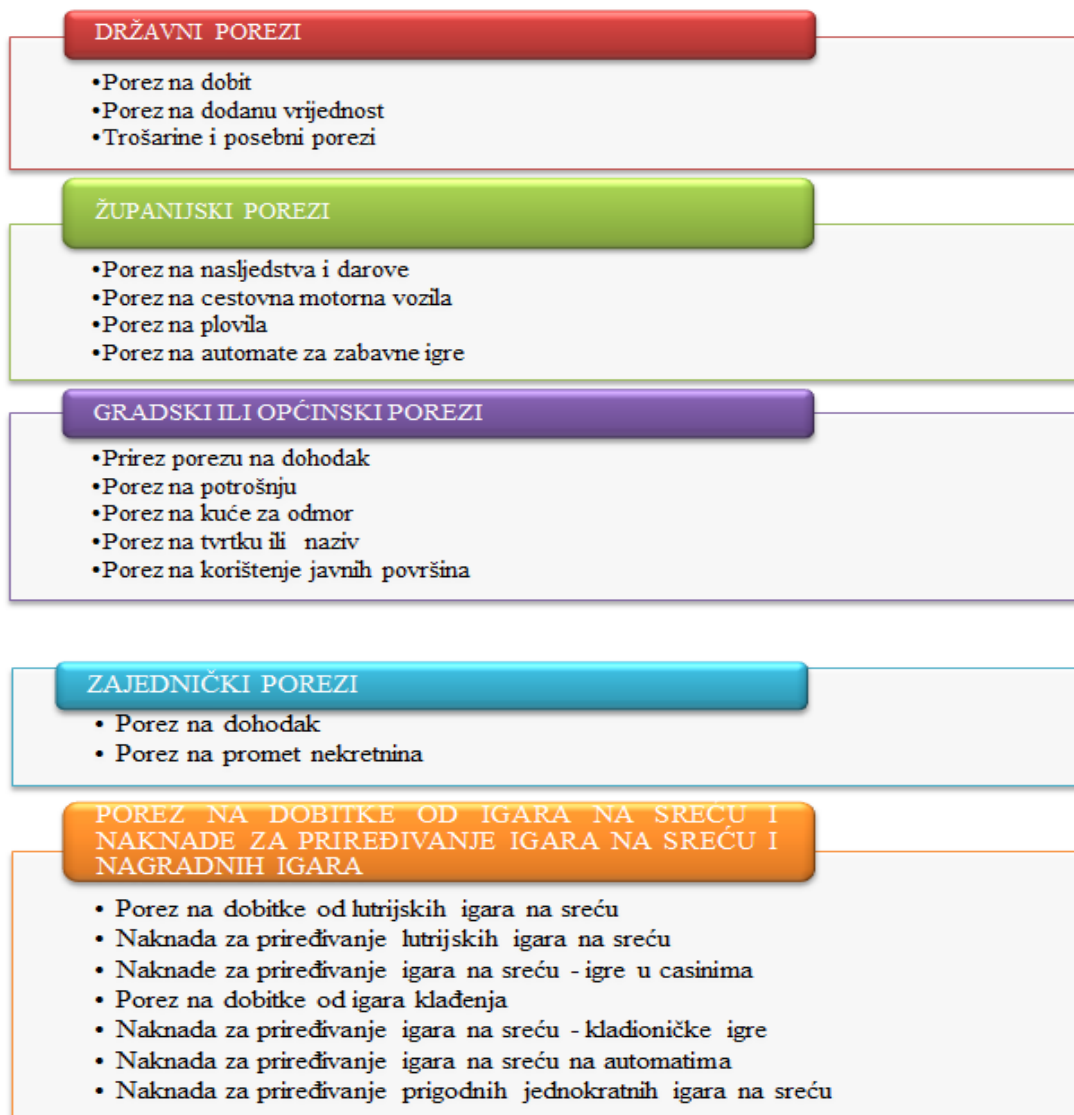 DRŽAVNI POREZI
•Porez na dobit
•Porez na dodanu vrijednost
•Trošarine i posebni porezi
ŽUPANIJSKI POREZI
•Porez na nasljedstva i darove
•Porez na cestovna motorna vozila
•Porez na plovila
•Porez na automate za zabavne igre
GRADSKI ILI OPĆINSKI POREZI
•Prirez porezu na dohodak
•Porez na potrošnju
•Porez na kuće za odmor
•Porez na tvrtku ili naziv
•Porez na korištenje javnih površina
ZAJEDNIČKI POREZI
• Porez na dohodak
• Porez na promet nekretnina
POREZ NA DOBITKE OD IGARA NA SREĆU I
NAKNADE ZA PRIREĐIVANJE IGARA NA SREĆU I
NAGRADNIH IGARA
• Porez na dobitke od lutrijskih igara na sreću
• Naknada za priređivanje lutrijskih igara na sreću
• Naknade za priređivanje igara na sreću - igre u casinima
• Porez na dobitke od igara klađenja
• Naknada za priređivanje igara na sreću - kladioničke igre
• Naknada za priređivanje igara na sreću na automatima
• Naknada za priređivanje prigodnih jednokratnih igara na sreću